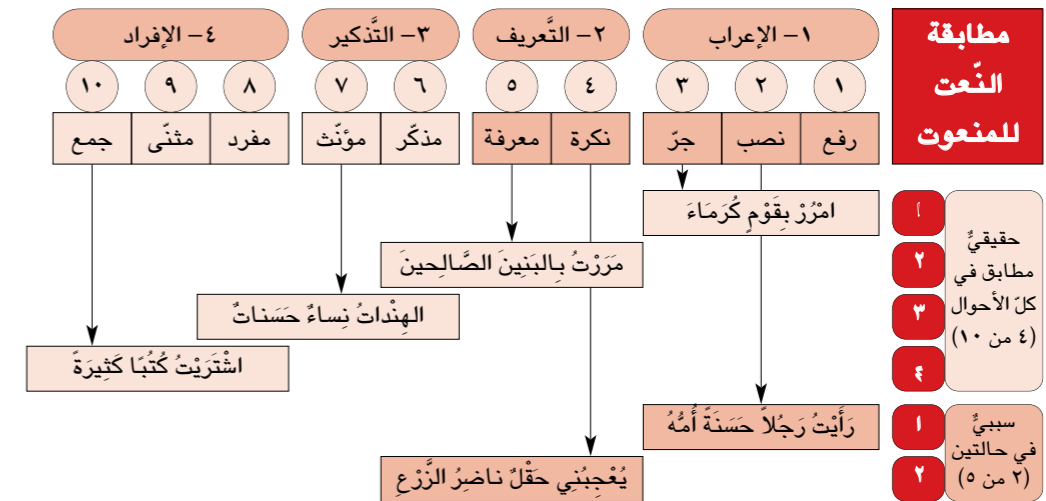 مطابقة
النّعت
للمنعوت
١- الإعراب
٢- التَّعريف
٣- التَّذكير
٤- الإفراد
١ ٢ ٣ ٤ ٥ ٦ ٧ ٨ ٩ ١٠
رفع نصب جرّ نكرة معرفة مذكّر مؤنّث مفرد مثنّى جمع
حقيقيٌّ
مطابق في
كلّ الأحوال
(٤ من ١٠)
١
٢
٣
٤
امْرُرْ بِقَوْمٍ كُرَمَاءَ
مَرَرْتُ بِالبَنِينَ الصَّالِحينَ
الهِنْداتُ نِساءٌ حَسَناتٌ
اشْتَرَيْتُ كُتُبًا كَثِيرَةً
سببيٌّ
في حالتين
(٢ من ٥)
١
٢
رَأَيْتُ رَجُلاً حَسَنَةً أُمُّهُ
يُعْجِبُنِي حَقْلٌ ناضِرُ الزَّرْعِ